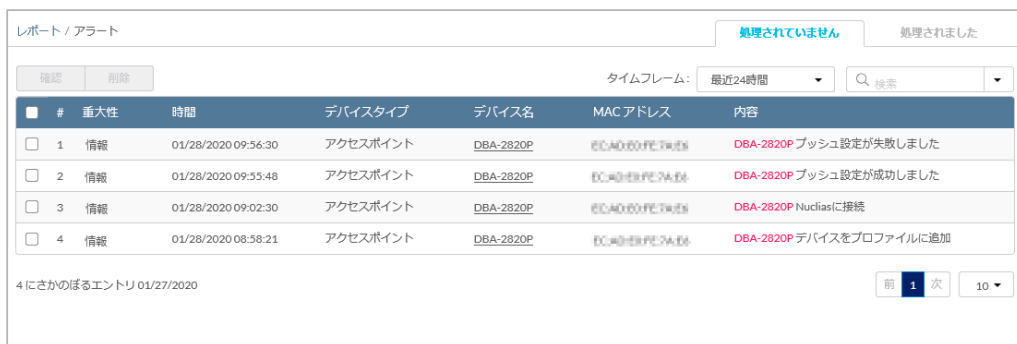 レポート / アラート
処理されていません 処理されました
確認 削除 タイムフレーム: 最近24時間 検索
# 重大性 時間 デバイスタイプ デバイス名 MAC アドレス 内容
1 情報 01/28/2020 09:56:30 アクセスポイント DBA-2820P DBA-2820P プッシュ設定が失敗しました
2 情報 01/28/2020 09:55:48 アクセスポイント DBA-2820P DBA-2820P プッシュ設定が成功しました
3 情報 01/28/2020 09:02:30 アクセスポイント DBA-2820P DBA-2820P Nucliasに接続
4 情報 01/28/2020 08:58:21 アクセスポイント DBA-2820P DBA-2820P デバイスをプロファイルに追加
4 にさかのぼるエントリ 01/27/2020 前 1 次 10